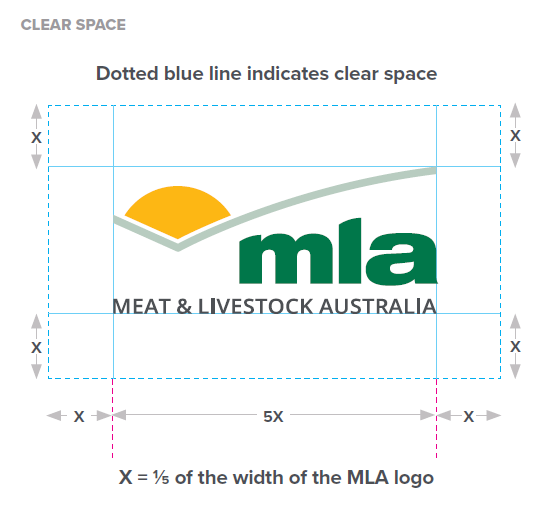 CLEAR SPACE
Dotted blue line indicates clear space
X X
mla
MEAT & LIVESTOCK AUSTRALIA
X X
X 5X X
X = ⅕ of the width of the MLA logo